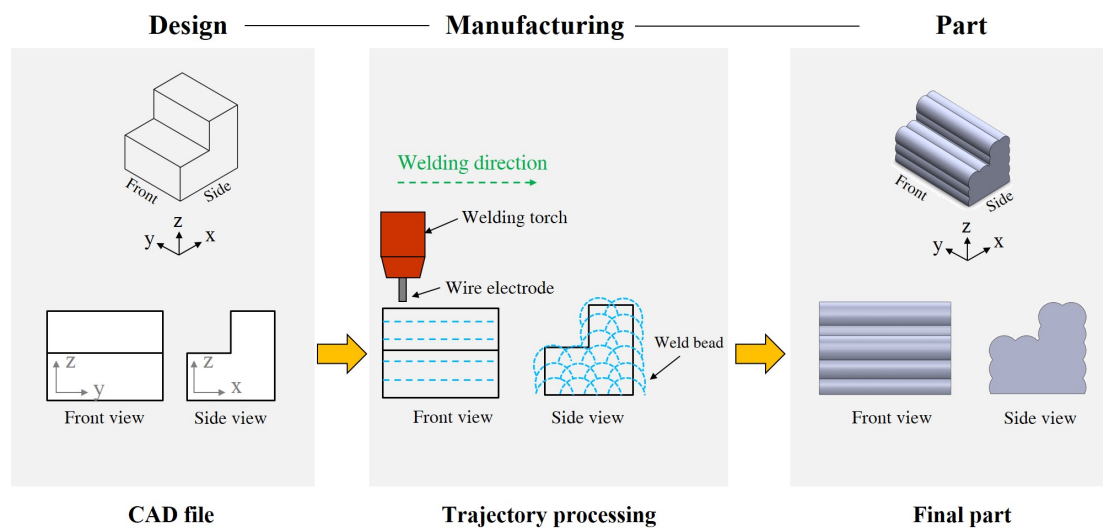 Design
Manufacturing
Part
Front
Side
z
y
x
z
y
z
x
Front view
Side view
CAD file
Welding direction
Welding torch
Wire electrode
Weld bead
Front view
Side view
Trajectory processing
Front
Side
z
y
x
Front view
Side view
Final part